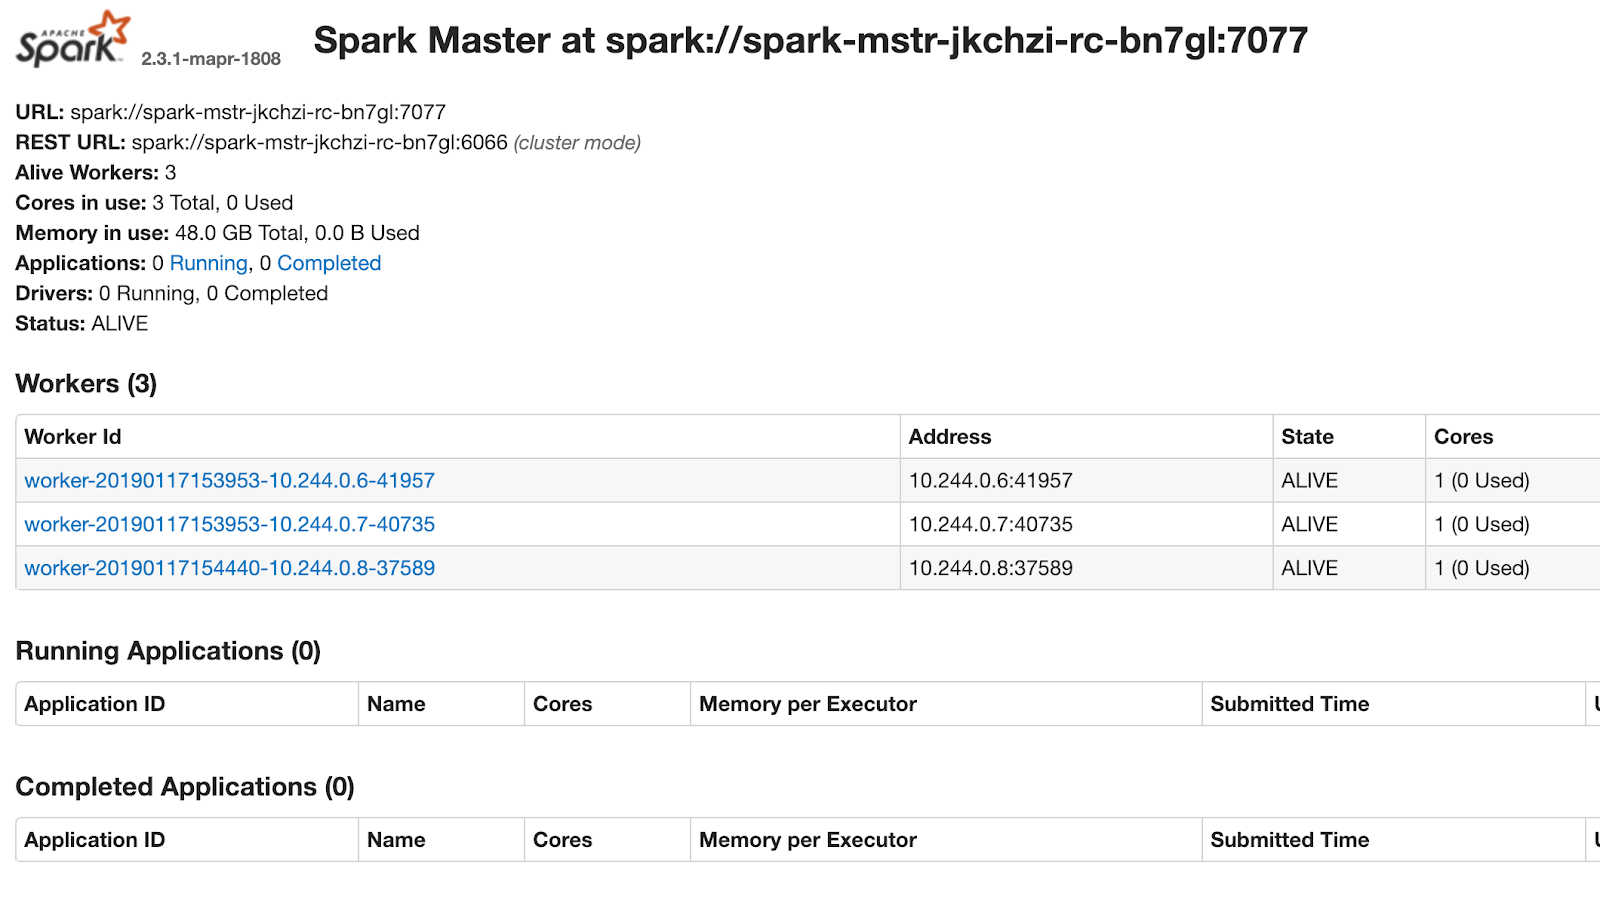 APACHE
Spark™ 2.3.1-mapr-1808 Spark Master at spark://spark-mstr-jkchzi-rc-bn7gl:7077
URL: spark://spark-mstr-jkchzi-rc-bn7gl:7077
REST URL: spark://spark-mstr-jkchzi-rc-bn7gl:6066 (cluster mode)
Alive Workers: 3
Cores in use: 3 Total, 0 Used
Memory in use: 48.0 GB Total, 0.0 B Used
Applications: 0 Running, 0 Completed
Drivers: 0 Running, 0 Completed
Status: ALIVE
Workers (3)
Worker Id Address State Cores
worker-20190117153953-10.244.0.6-41957 10.244.0.6:41957 ALIVE 1 (0 Used)
worker-20190117153953-10.244.0.7-40735 10.244.0.7:40735 ALIVE 1 (0 Used)
worker-20190117154440-10.244.0.8-37589 10.244.0.8:37589 ALIVE 1 (0 Used)
Running Applications (0)
Application ID Name Cores Memory per Executor Submitted Time
Completed Applications (0)
Application ID Name Cores Memory per Executor Submitted Time